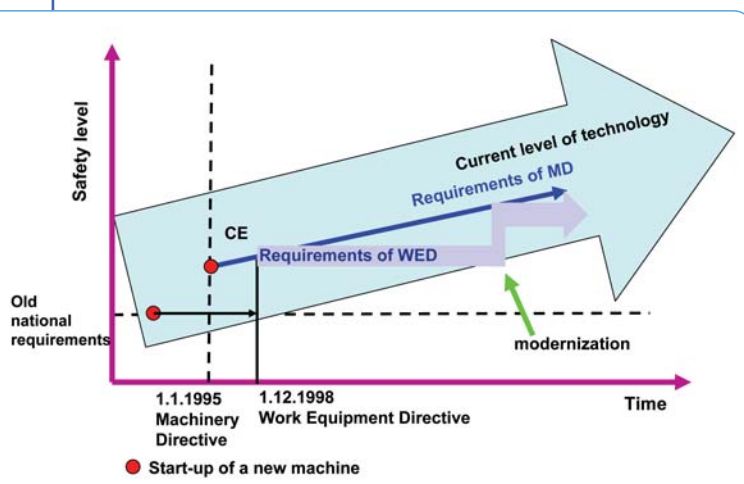 Safety level
Current level of technology
Requirements of MD
CE
Requirements of WED
Old
national
requirements
modernization
1.1.1995
Machinery
Directive
1.12.1998
Work Equipment Directive
Time
Start-up of a new machine